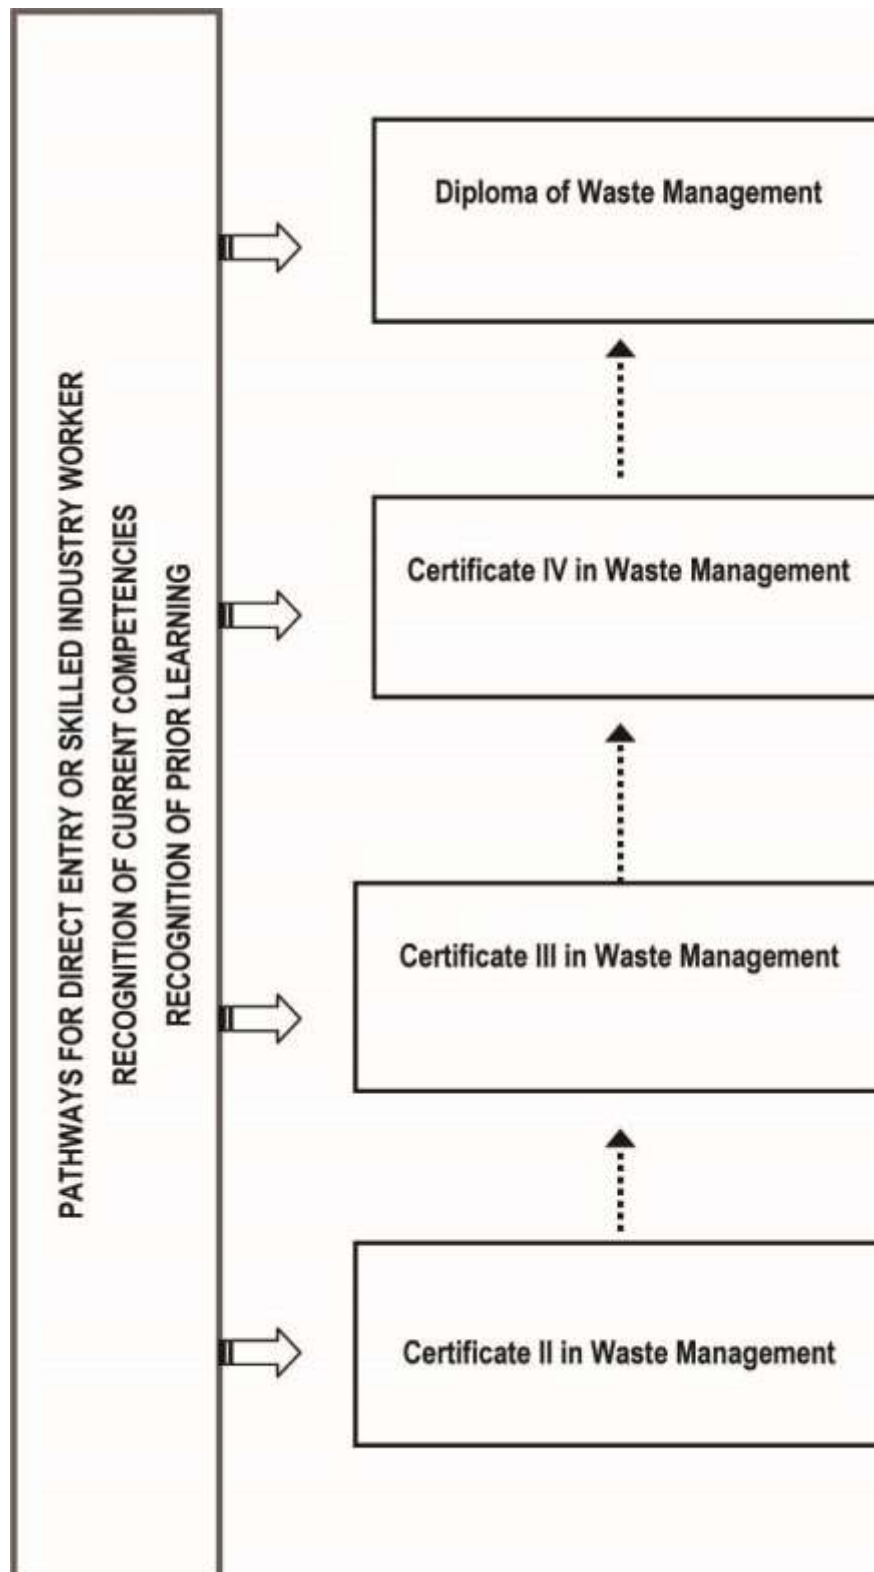 PATHWAYS FOR DIRECT ENTRY OR SKILLED INDUSTRY WORKER
RECOGNITION OF CURRENT COMPETENCIES
RECOGNITION OF PRIOR LEARNING
Diploma of Waste Management
Certificate IV in Waste Management
Certificate III in Waste Management
Certificate II in Waste Management